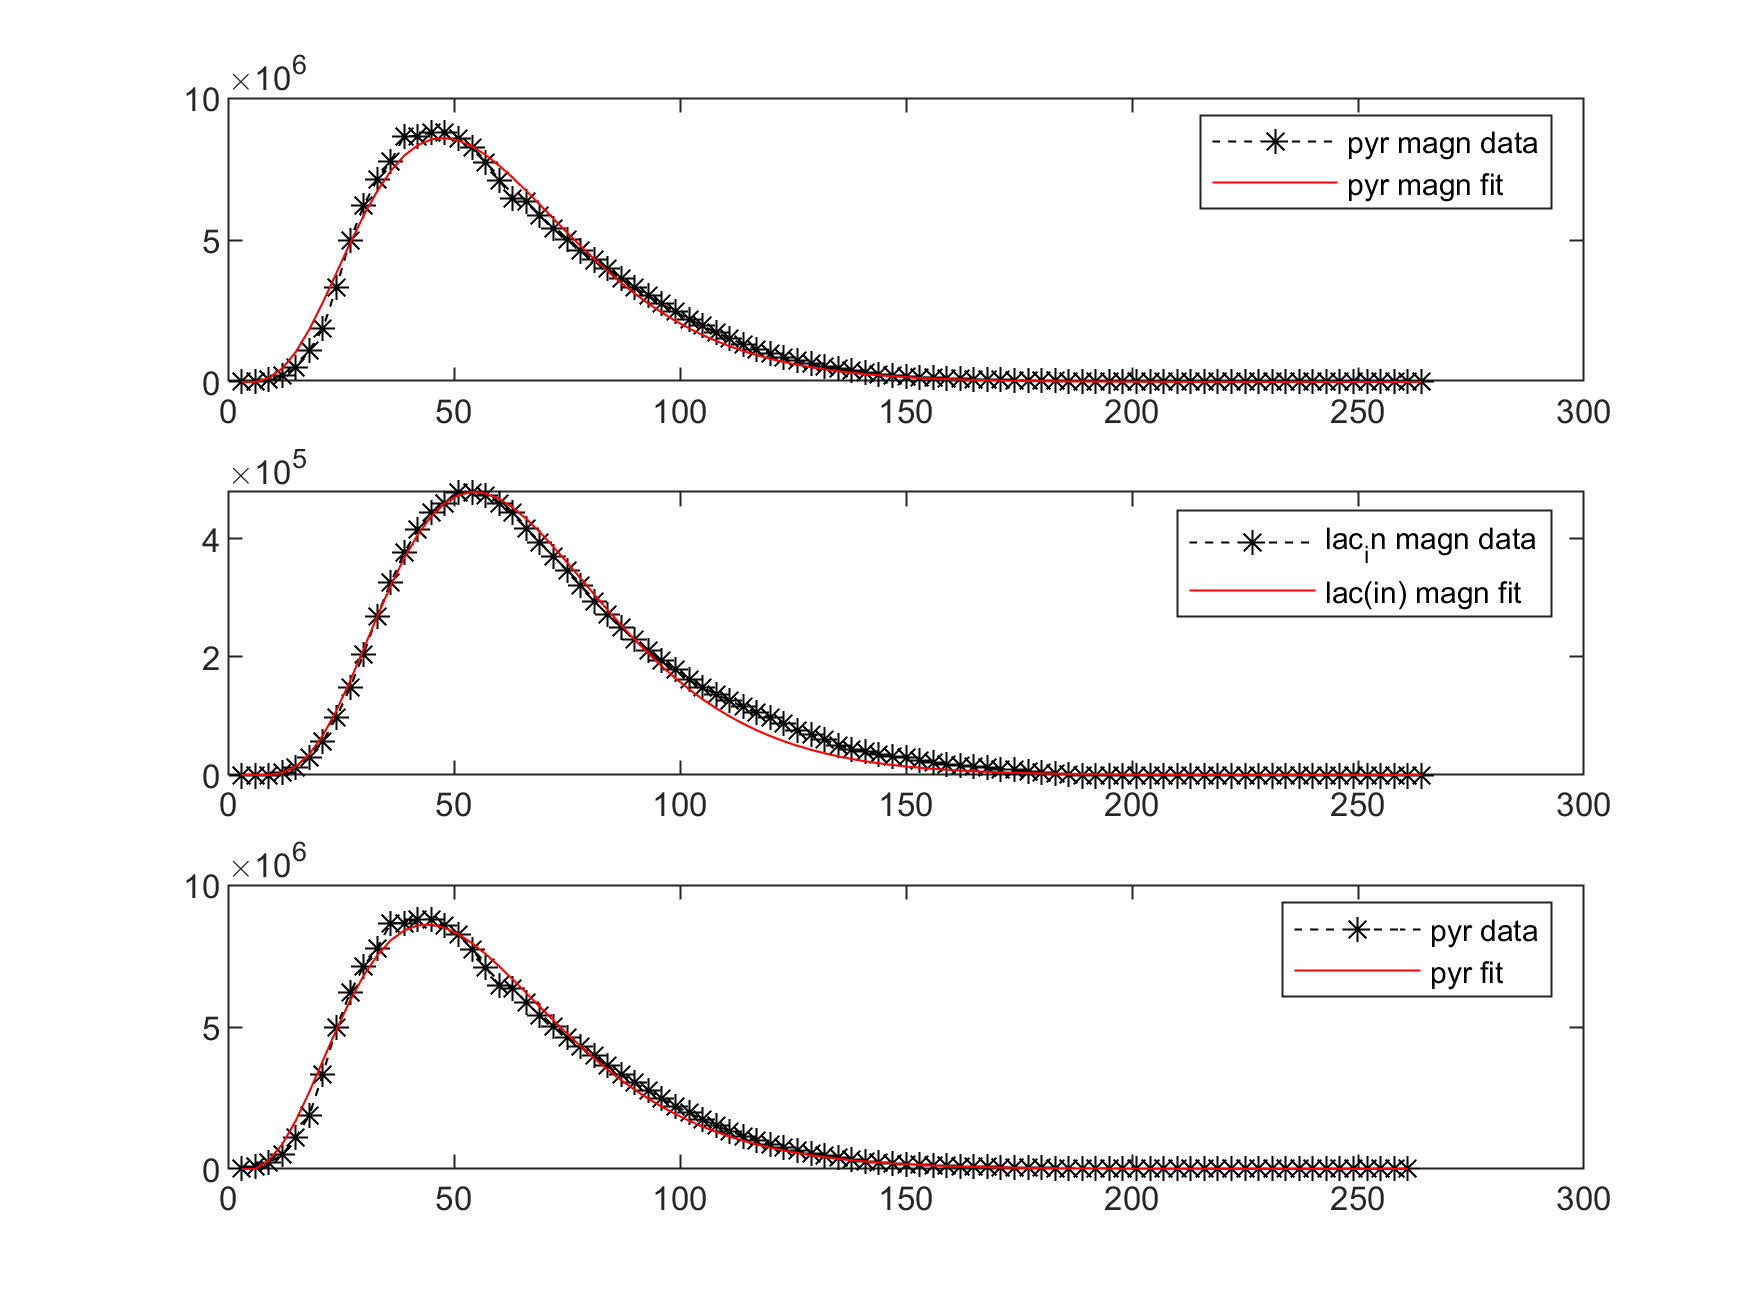 ×10^6
10
5
0
0 50 100 150 200 250 300
pyr magn data
pyr magn fit
×10^5
4
2
0
0 50 100 150 200 250 300
lac_in magn data
lac(in) magn fit
×10^6
10
5
0
0 50 100 150 200 250 300
pyr data
pyr fit